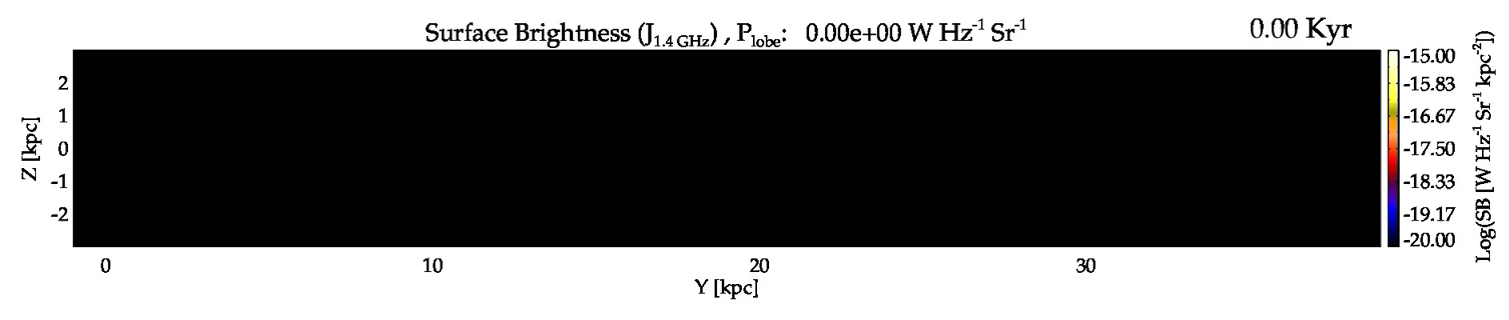 Surface Brightness (J1.4 GHz) , Plobe: 0.00e+00 W Hz-1 Sr-1
0.00 Kyr
2
1
0
-1
-2
Z [kpc]
0 10 20 30
Y [kpc]
-15.00
-15.83
-16.67
-17.50
-18.33
-19.17
-20.00
Log(SB [W Hz-1 Sr-1 kpc-2])